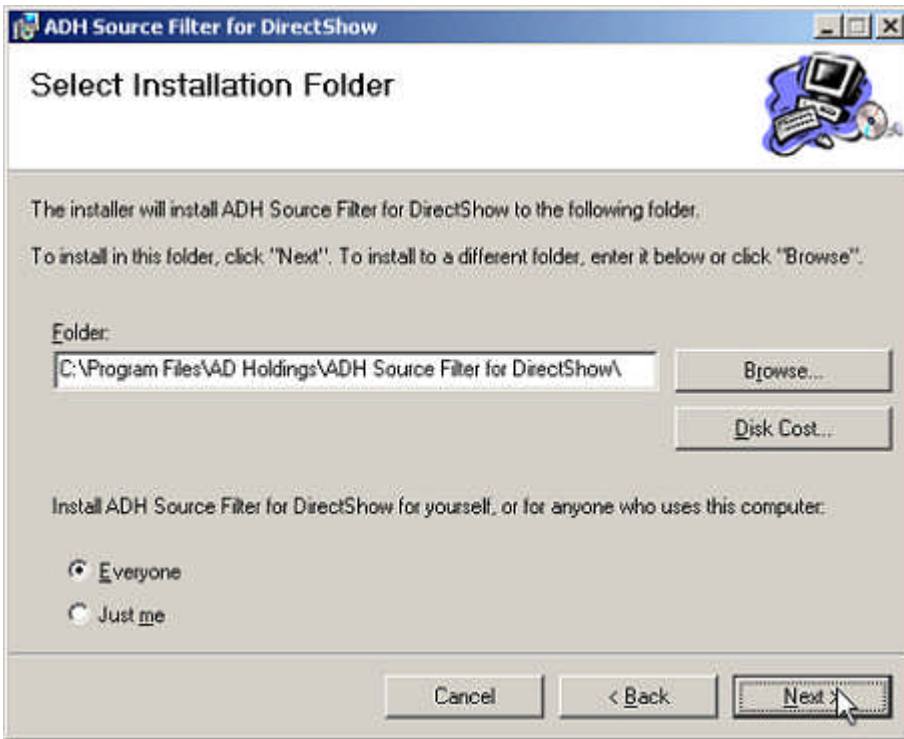 ADH Source Filter for DirectShow
Select Installation Folder
The installer will install ADH Source Filter for DirectShow to the following folder.
To install in this folder, click "Next". To install to a different folder, enter it below or click "Browse".
Folder:
C:\Program Files\AD Holdings\ADH Source Filter for DirectShow\
Browse...
Disk Cost...
Install ADH Source Filter for DirectShow for yourself, or for anyone who uses this computer:
Everyone
Just me
Cancel
< Back
Next >